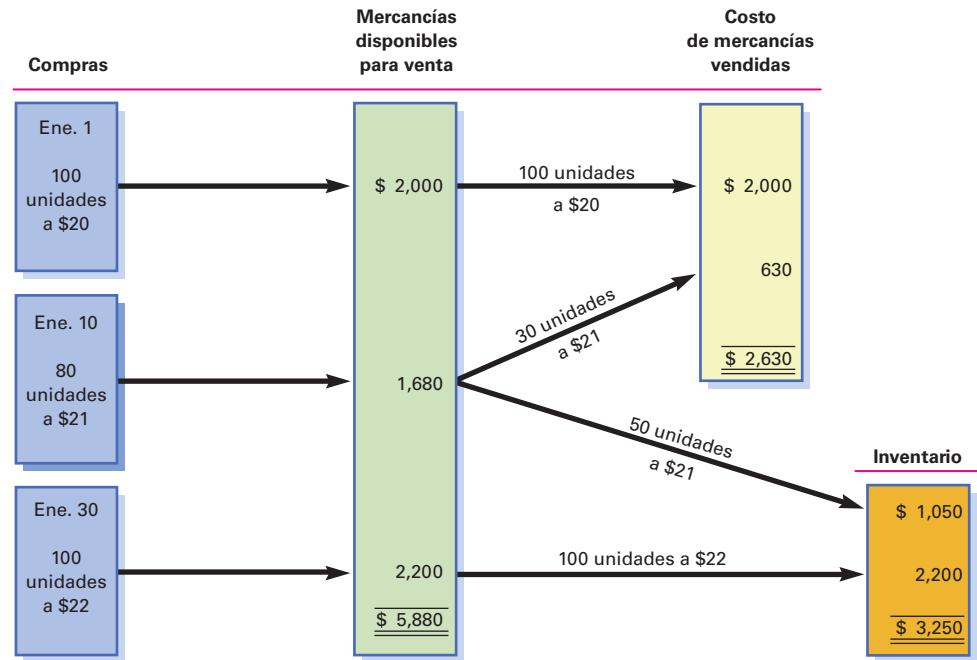 Compras
Mercancías
disponibles
para venta
Costo
de mercancías
vendidas
Ene. 1
100
unidades
a $20
$ 2,000
100 unidades
a $20
$ 2,000
630
$ 2,630
Ene. 10
80
unidades
a $21
1,680
30 unidades
a $21
50 unidades
a $21
Inventario
$ 1,050
2,200
$ 3,250
Ene. 30
100
unidades
a $22
2,200
$ 5,880
100 unidades a $22